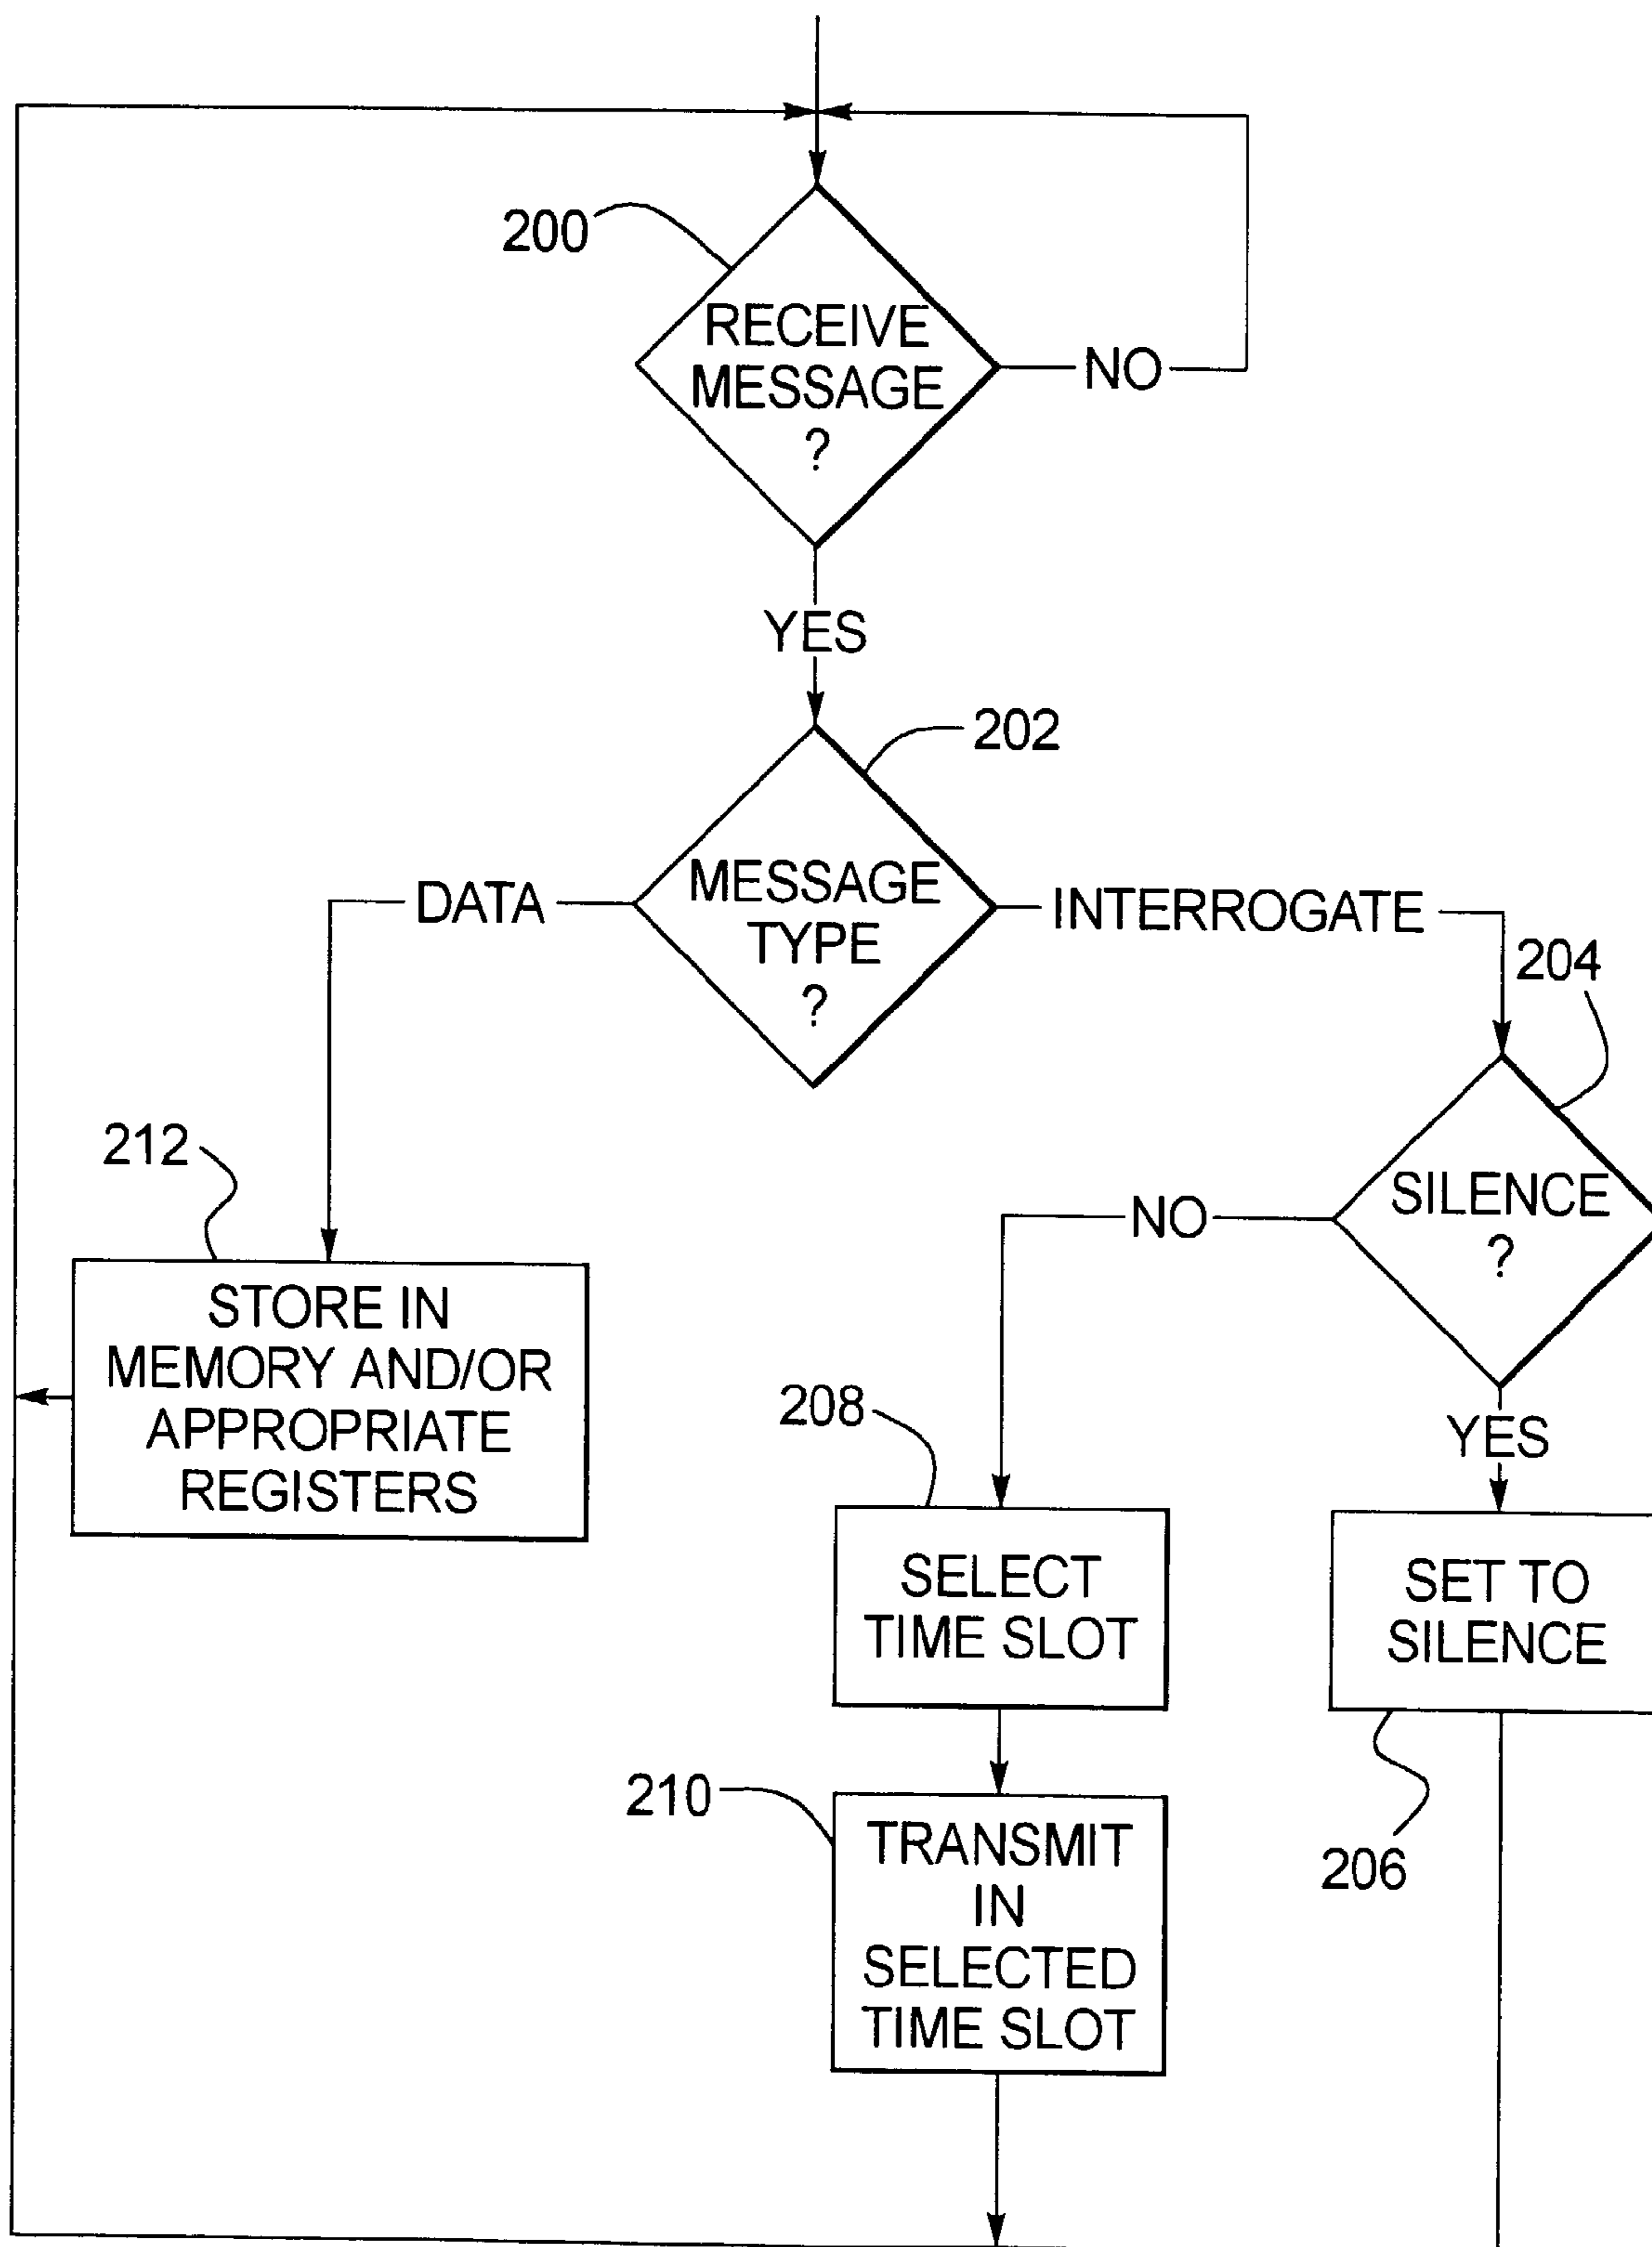 200
RECEIVE
MESSAGE
?
NO
YES
202
MESSAGE
TYPE
?
DATA
INTERROGATE
204
SILENCE
?
NO
YES
212
STORE IN
MEMORY AND/OR
APPROPRIATE
REGISTERS
208
SELECT
TIME SLOT
SET TO
SILENCE
206
210
TRANSMIT
IN
SELECTED
TIME SLOT